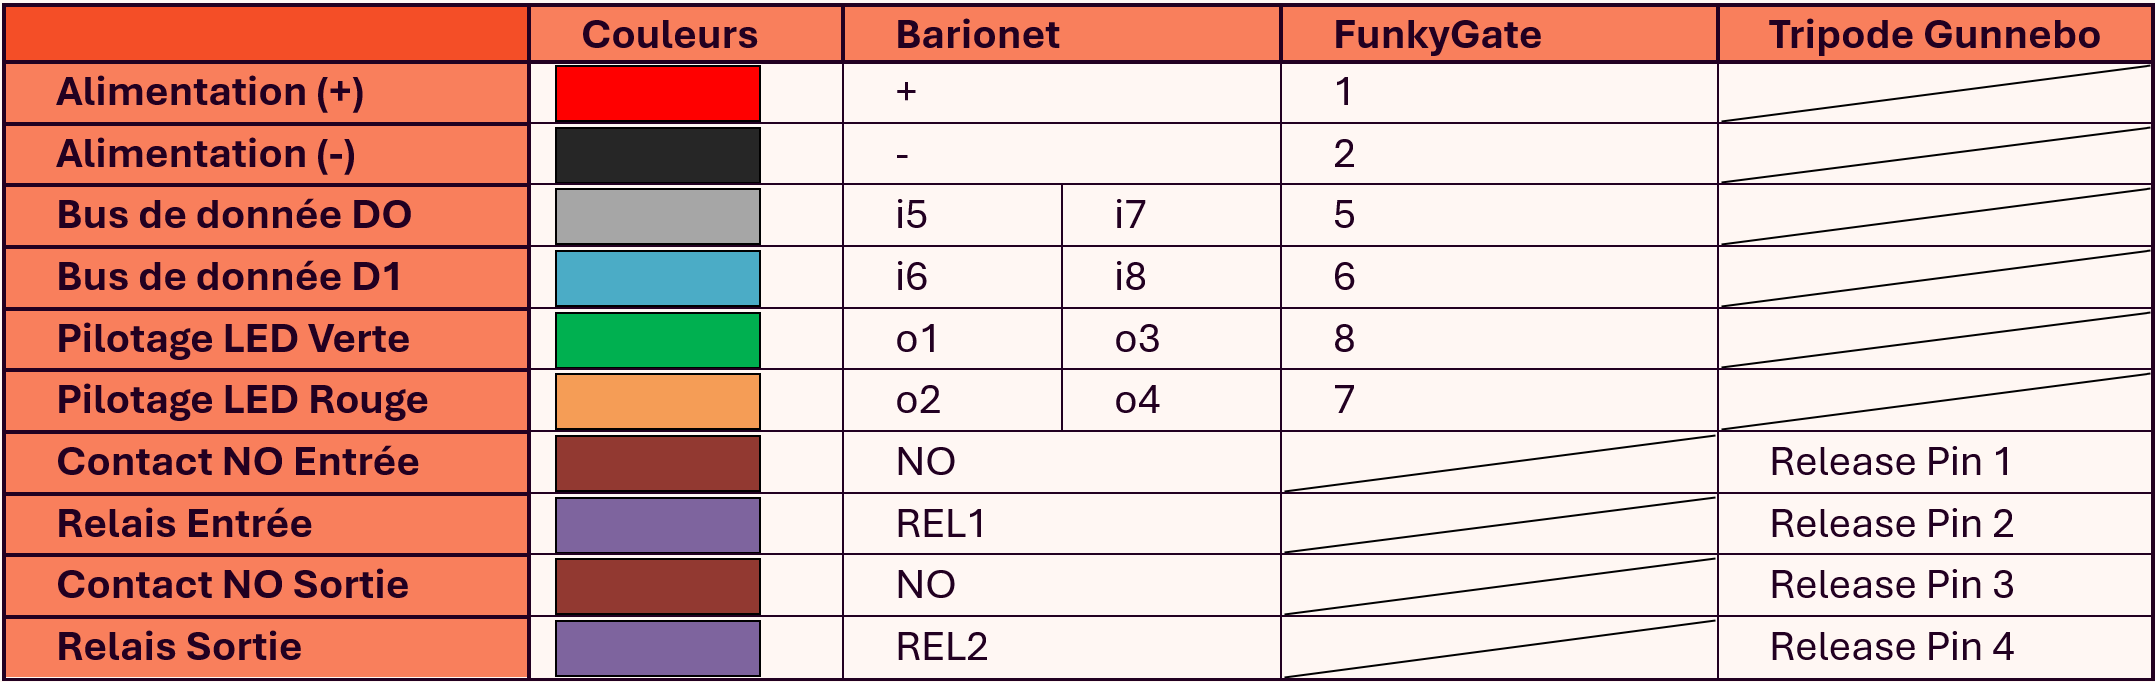 Couleurs Barionet FunkyGate Tripode Gunnebo
Alimentation (+) + 1
Alimentation (-) - 2
Bus de donnée DO i5 i7 5
Bus de donnée D1 i6 i8 6
Pilotage LED Verte o1 o3 8
Pilotage LED Rouge o2 o4 7
Contact NO Entrée NO Release Pin 1
Relais Entrée REL1 Release Pin 2
Contact NO Sortie NO Release Pin 3
Relais Sortie REL2 Release Pin 4